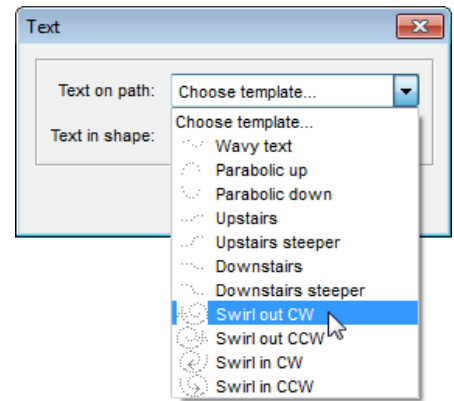 Text
Text on path: Choose template...
Text in shape:
Choose template...
Wavy text
Parabolic up
Parabolic down
Upstairs
Upstairs steeper
Downstairs
Downstairs steeper
Swirl out CW
Swirl out CCW
Swirl in CW
Swirl in CCW